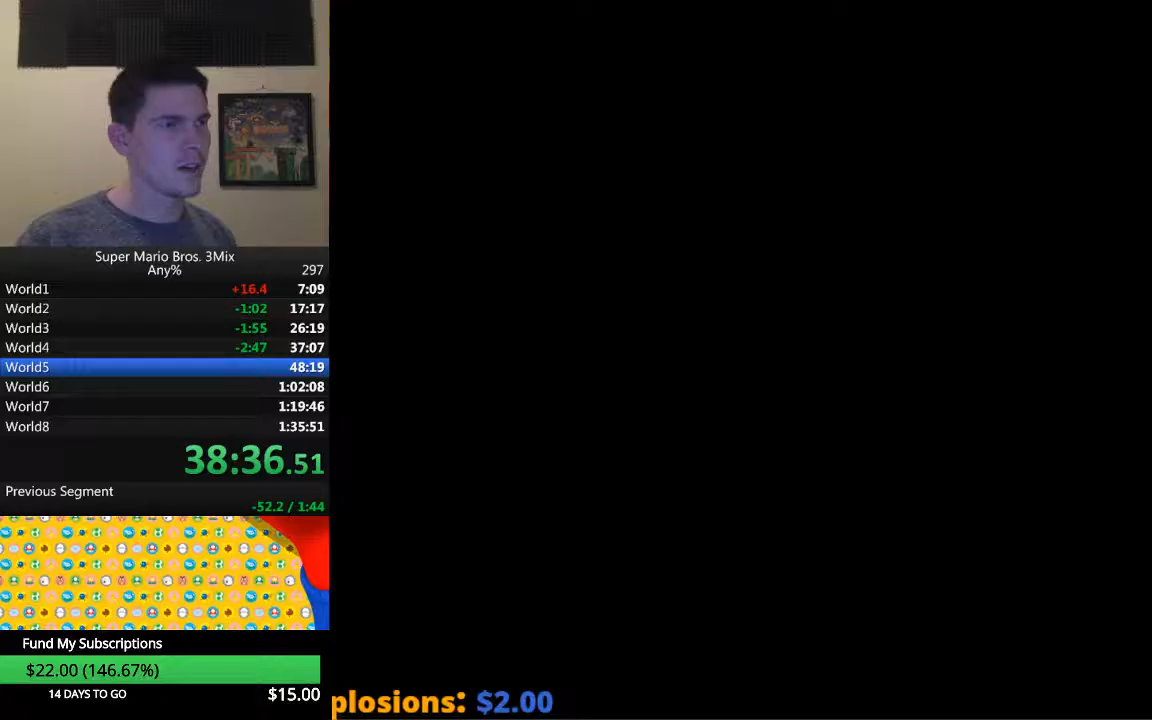 Super Mario Bros. 3Mix
Any% 297
World1 +16.4 7:09
World2 -1:02 17:17
World3 -1:55 26:19
World4 -2:47 37:07
World5 48:19
World6 1:02:08
World7 1:19:46
World8 1:35:51
38:36.51
Previous Segment
-52.2 / 1:44
Fund My Subscriptions
$22.00 (146.67%)
14 DAYS TO GO $15.00
plosions: $2.00